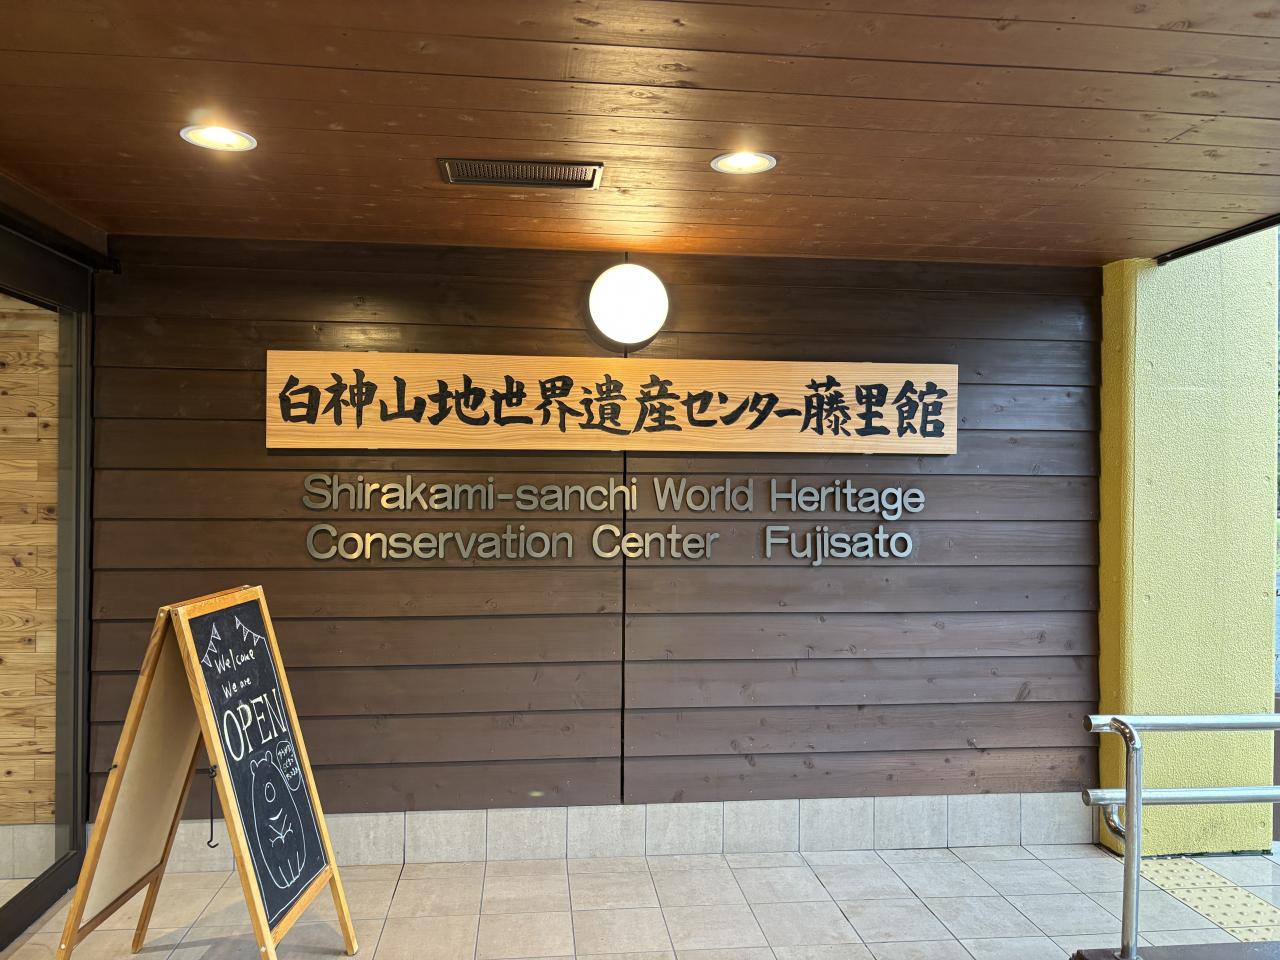 白神山地世界遺産センター藤里館
Shirakami-sanchi World Heritage
Conservation Center Fujisato
Welcome
We are
OPEN